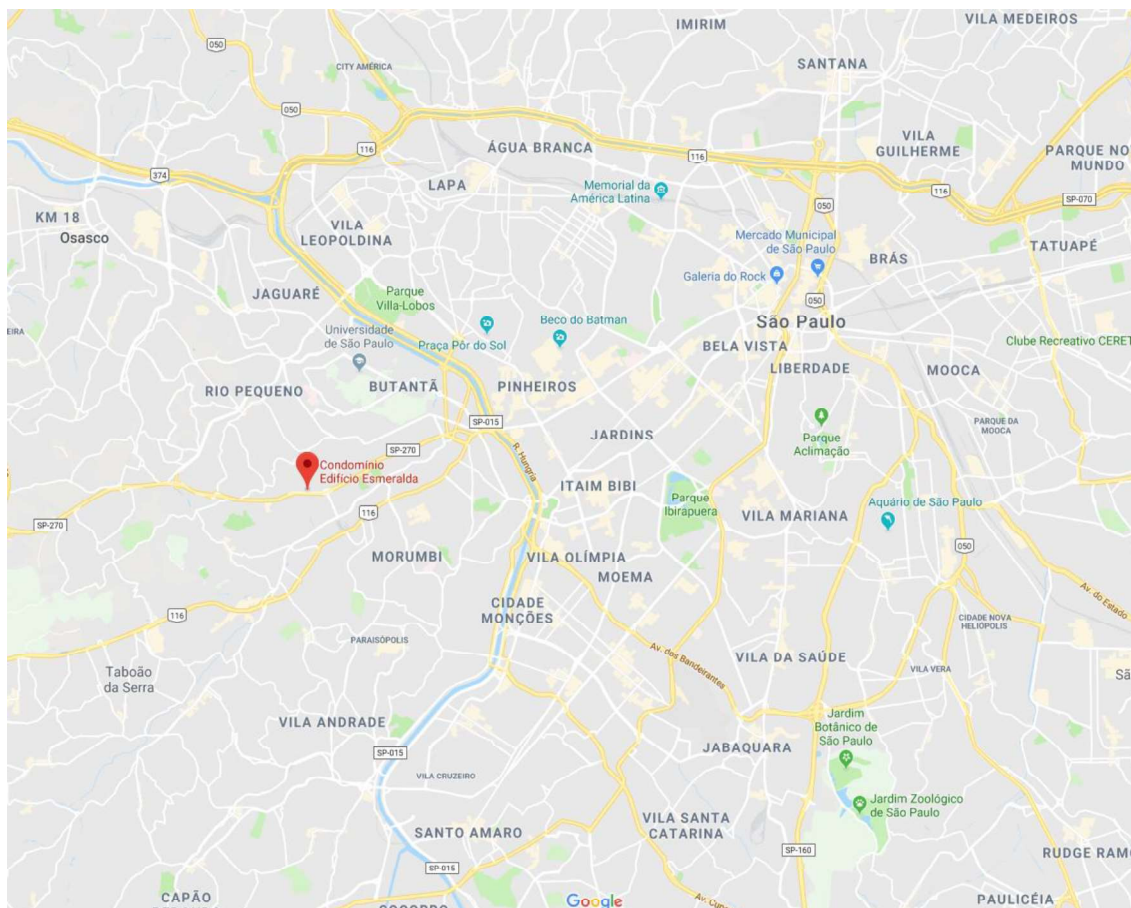 IMIRIM
VILA MEDEIROS
050
SANTANA
CITY AMÉRICA
050
VILA
GUILHERME
PARQUE NO
MUNDO
116
ÁGUA BRANCA
116
374
LAPA
Memorial da
América Latina
116
SP-070
050
KM 18
Osasco
VILA
LEOPOLDINA
Mercado Municipal
de São Paulo
TATUAPÉ
BRÁS
Galeria do Rock
JAGUARÉ
Parque
Villa-Lobos
050
Universidade
de São Paulo
Praça Pôr do Sol
Beco do Batman
São Paulo
EIRA
BELA VISTA
Clube Recreativo CERET
LIBERDADE
MOOCA
BUTANTÃ
PINHEIROS
RIO PEQUENO
SP-015
PARQUE DA
MOOCA
JARDINS
Parque
Aclimação
SP-270
R. Hungria
Condomínio
Edifício Esmeralda
ITAIM BIBI
Parque
Ibirapuera
Aquário de São Paulo
VILA MARIANA
116
SP-270
050
MORUMBI
VILA OLÍMPIA
MOEMA
Av. do Estado
CIDADE
MONÇÕES
116
CIDADE NOVA
HELIOPOLIS
PARAISÓPOLIS
Av. dos Bandeirantes
VILA DA SAÚDE
VILA VERA
Taboão
da Serra
Sã
VILA ANDRADE
Jardim
Botânico de
São Paulo
JABAQUARA
SP-015
VILA CRUZEIRO
Jardim Zoológico
de São Paulo
SANTO AMARO
VILA SANTA
CATARINA
SP-160
RUDGE RAM
SP-015
CAPÃO
Google
PAULICÉIA